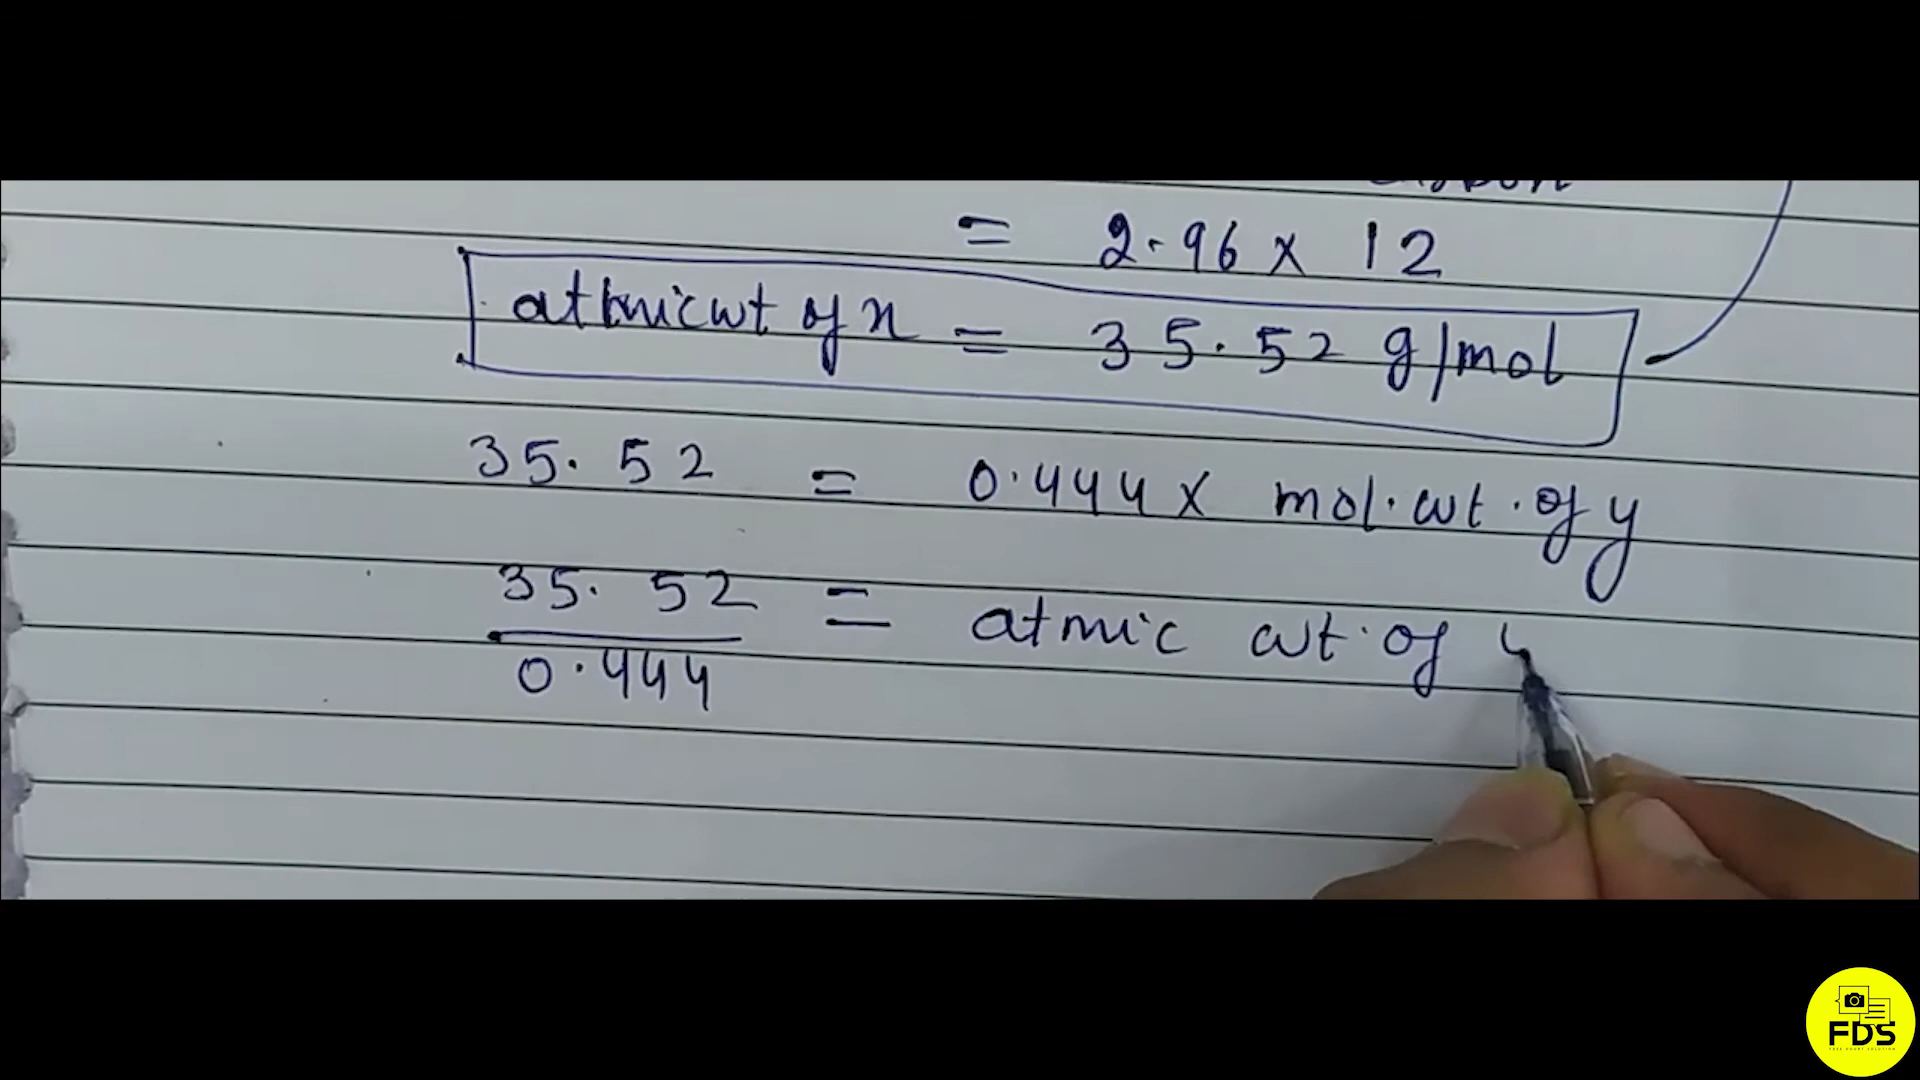 = 2.96 x 12
atomic wt of x = 35.52 g/mol
35.52 = 0.444 x mol. wt. of y
35.52 / 0.444 = atmic wt. of y
FDS